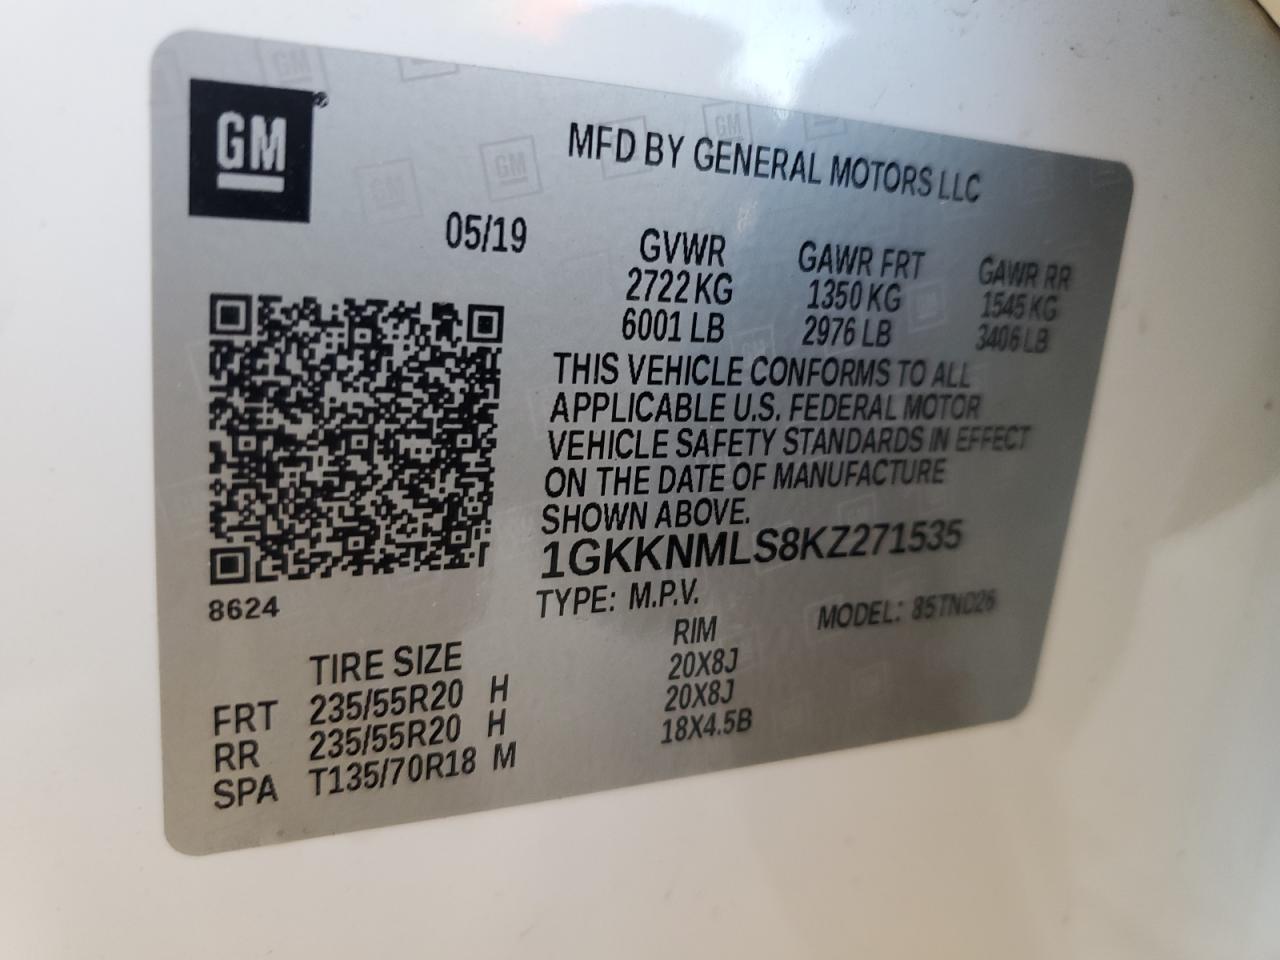 GM
MFD BY GENERAL MOTORS LLC
05/19
GVWR GAWR FRT GAWR RR
2722 KG 1350 KG 1545 KG
6001 LB 2976 LB 3406 LB
THIS VEHICLE CONFORMS TO ALL
APPLICABLE U.S. FEDERAL MOTOR
VEHICLE SAFETY STANDARDS IN EFFECT
ON THE DATE OF MANUFACTURE
SHOWN ABOVE.
1GKKNMLS8KZ271535
8624
TYPE: M.P.V. MODEL:
TIRE SIZE RIM
FRT 235/55R20 H 20X8J
RR 235/55R20 H 20X8J
SPA T135/70R18 M 18X4.5B